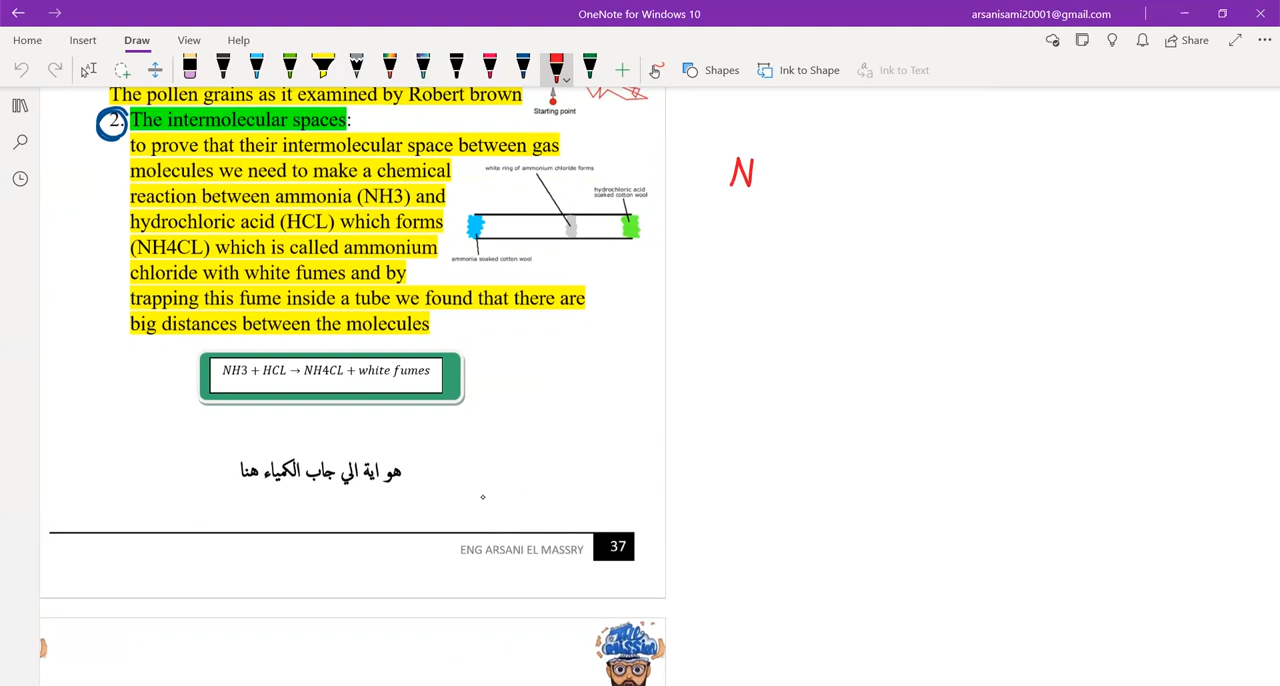 OneNote for Windows 10
arsanisami20001@gmail.com
Home
Insert
Draw
View
Help
Share
Shapes
Ink to Shape
Ink to Text
The pollen grains as it examined by Robert brown
Starting point
2. The intermolecular spaces:
to prove that their intermolecular space between gas
molecules we need to make a chemical
reaction between ammonia (NH3) and
hydrochloric acid (HCL) which forms
(NH4CL) which is called ammonium
chloride with white fumes and by
trapping this fume inside a tube we found that there are
big distances between the molecules
white ring of ammonium chloride forms
hydrochloric acid
soaked cotton wool
ammonia soaked cotton wool
N
NH3 + HCL → NH4CL + white fumes
هو اية الي جاب الكمياء هنا
ENG ARSANI EL MASSRY
37
THE MISSION